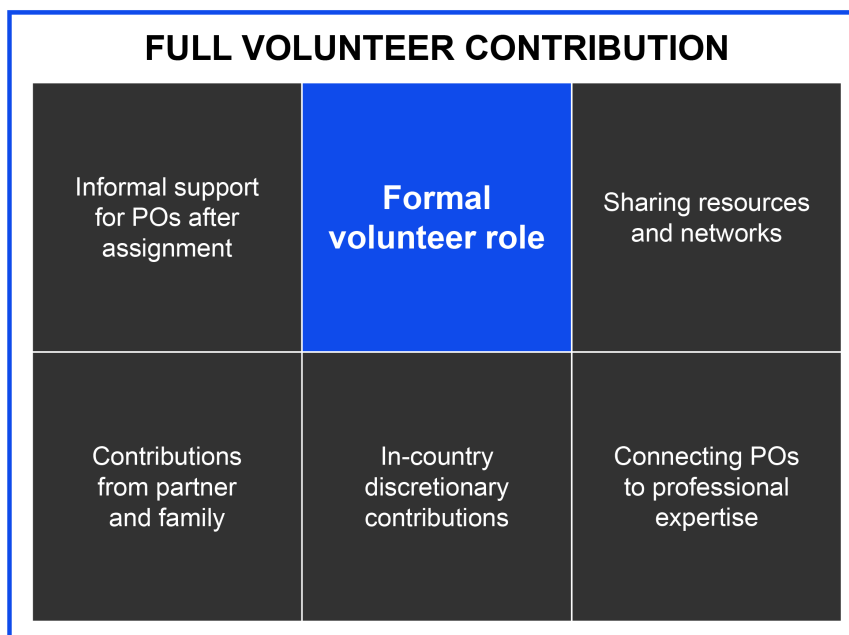 FULL VOLUNTEER CONTRIBUTION
Informal support
for POs after
assignment
Formal
volunteer role
Sharing resources
and networks
Contributions
from partner
and family
In-country
discretionary
contributions
Connecting POs
to professional
expertise